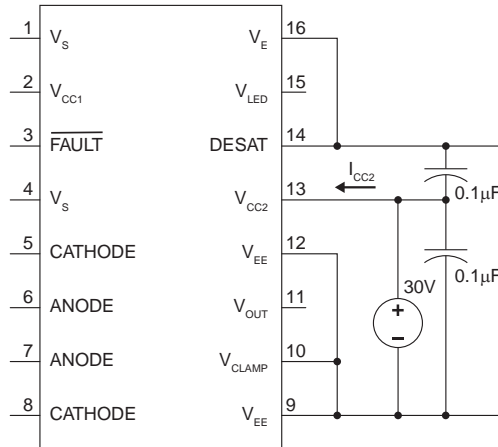 1 V_S V_E 16
2 V_CC1 V_LED 15
3 FAULT DESAT 14
I_CC2
4 V_S V_CC2 13
0.1μF
5 CATHODE V_EE 12
30V
0.1μF
6 ANODE V_OUT 11
+
−
7 ANODE V_CLAMP 10
8 CATHODE V_EE 9